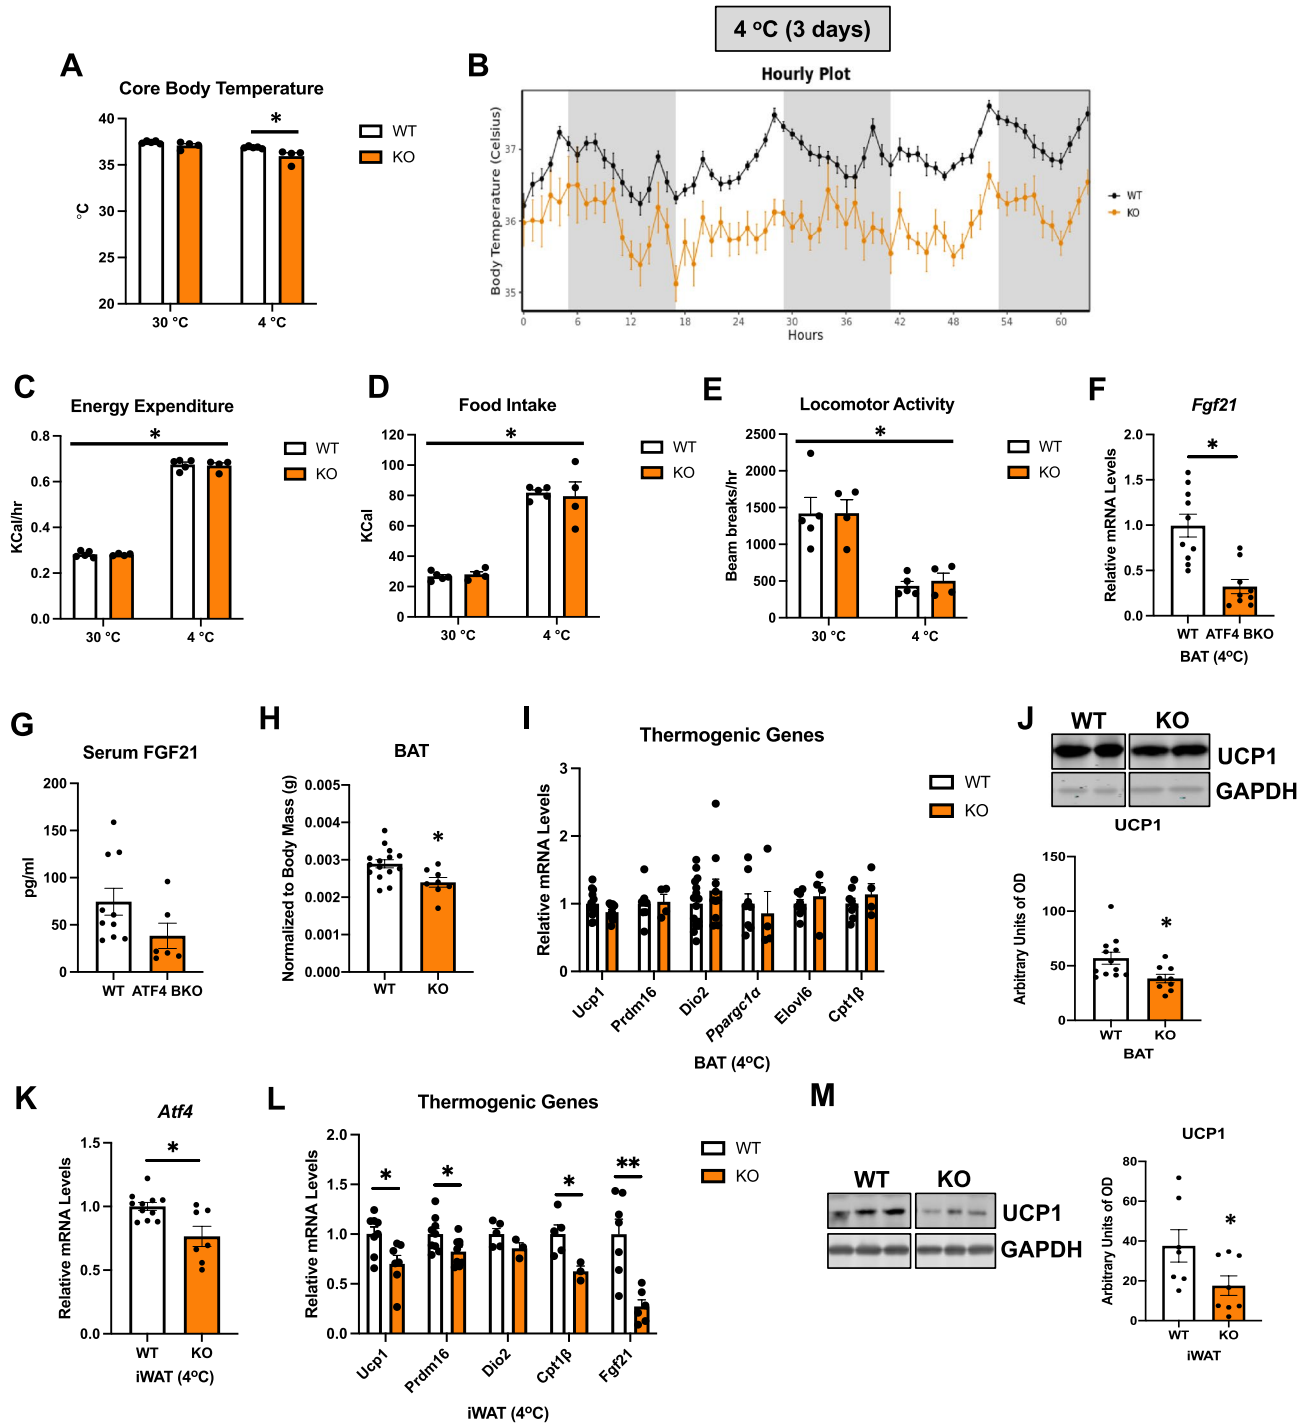 4 °C (3 days)
A
Core Body Temperature
*
40
35
30
25
20
°C
30 °C
4 °C
WT
KO
B
Hourly Plot
Body Temperature (Celsius)
37
36
35
0
6
12
18
24
30
36
42
48
54
60
Hours
WT
KO
C
Energy Expenditure
*
KCal/hr
0.8
0.6
0.4
0.2
0.0
30 °C
4 °C
WT
KO
D
Food Intake
*
KCal
120
100
80
60
40
20
0
30 °C
4 °C
WT
KO
E
Locomotor Activity
*
Beam breaks/hr
2500
2000
1500
1000
500
0
30 °C
4 °C
WT
KO
F
Fgf21
*
Relative mRNA Levels
2.0
1.5
1.0
0.5
0.0
WT
ATF4 BKO
BAT (4°C)
G
Serum FGF21
pg/ml
200
150
100
50
0
WT
ATF4 BKO
H
BAT
*
Normalized to Body Mass (g)
0.005
0.004
0.003
0.002
0.001
0.000
WT
KO
I
Thermogenic Genes
Relative mRNA Levels
3
2
1
0
Ucp1
Prdm16
Dio2
Ppargc1α
Elovl6
Cpt1β
BAT (4°C)
WT
KO
J
WT
KO
UCP1
GAPDH
UCP1
*
Arbitrary Units of OD
150
100
50
0
WT
KO
BAT
K
Atf4
*
Relative mRNA Levels
1.5
1.0
0.5
0.0
WT
KO
iWAT (4°C)
L
Thermogenic Genes
Relative mRNA Levels
2.0
1.5
1.0
0.5
0.0
*
*
*
**
Ucp1
Prdm16
Dio2
Cpt1β
Fgf21
iWAT (4°C)
WT
KO
M
WT
KO
UCP1
GAPDH
UCP1
*
Arbitrary Units of OD
80
60
40
20
0
WT
KO
iWAT